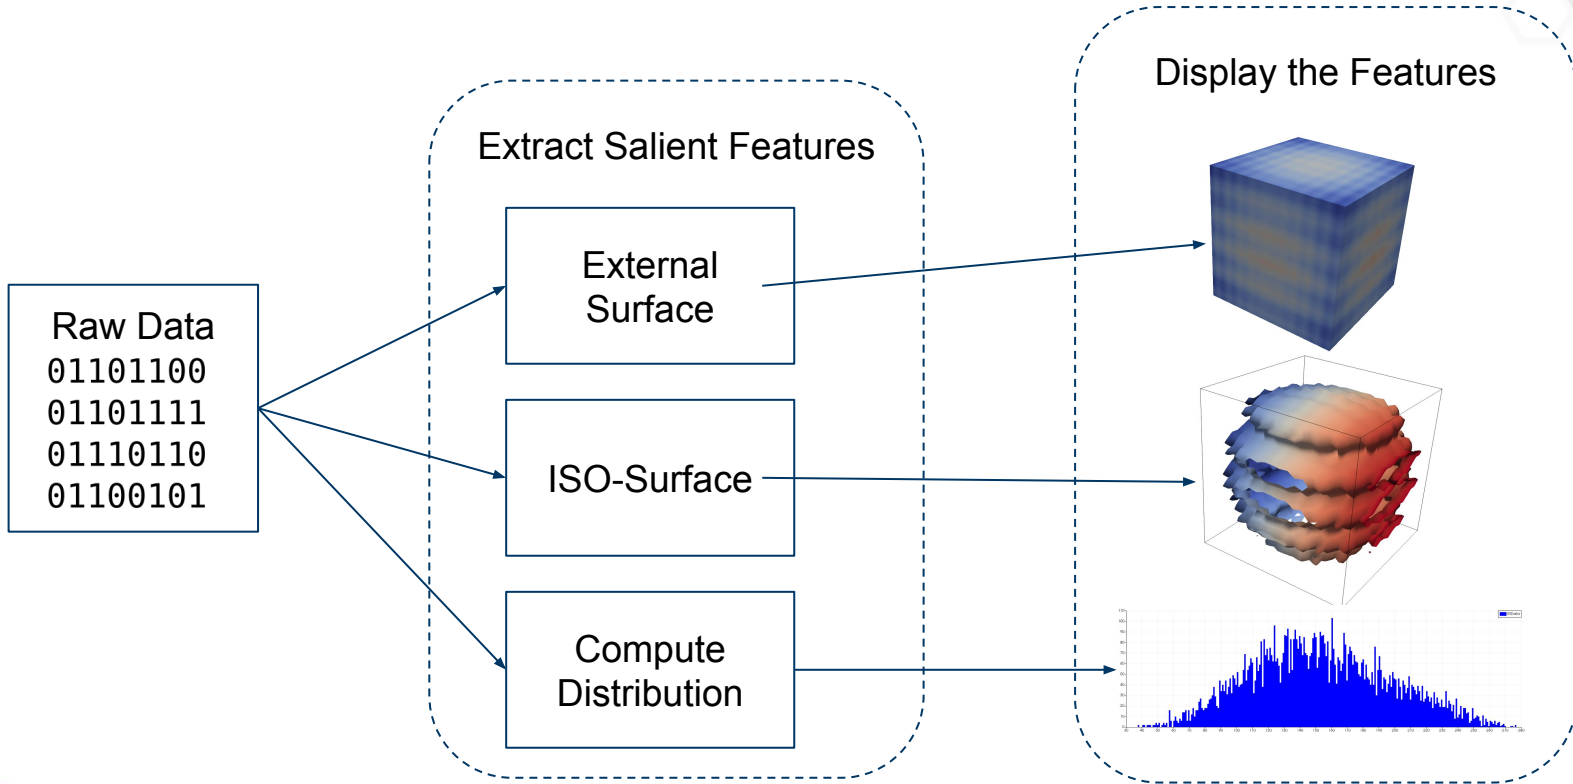 Display the Features
Extract Salient Features
External
Surface
Raw Data
01101100
01101111
01110110
01100101
ISO-Surface
Compute
Distribution